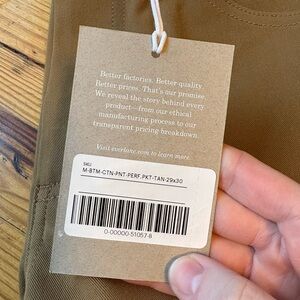 Better factories. Better quality.
Better prices. That's our promise.
We reveal the story behind every
product—from our ethical
manufacturing process to our
transparent pricing breakdown.
Visit everlane.com to learn more.
SKU
M-BTM-CTN-PNT-PERF.PKT-TAN-29x30
0-00000-51057-8